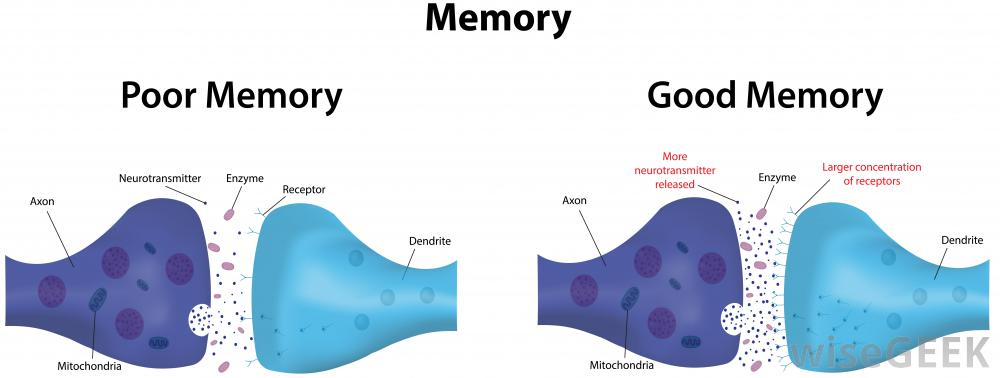 Memory
Poor Memory
Good Memory
Neurotransmitter
Enzyme
Receptor
Axon
Dendrite
Mitochondria
More
neurotransmitter
released
Enzyme
Larger concentration
of receptors
Axon
Dendrite
Mitochondria
wiseGEEK